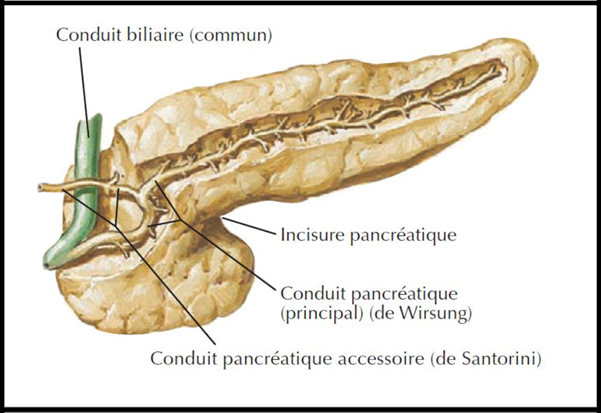 Conduit biliaire (commun)
Incisure pancréatique
Conduit pancréatique
(principal) (de Wirsung)
Conduit pancréatique accessoire (de Santorini)